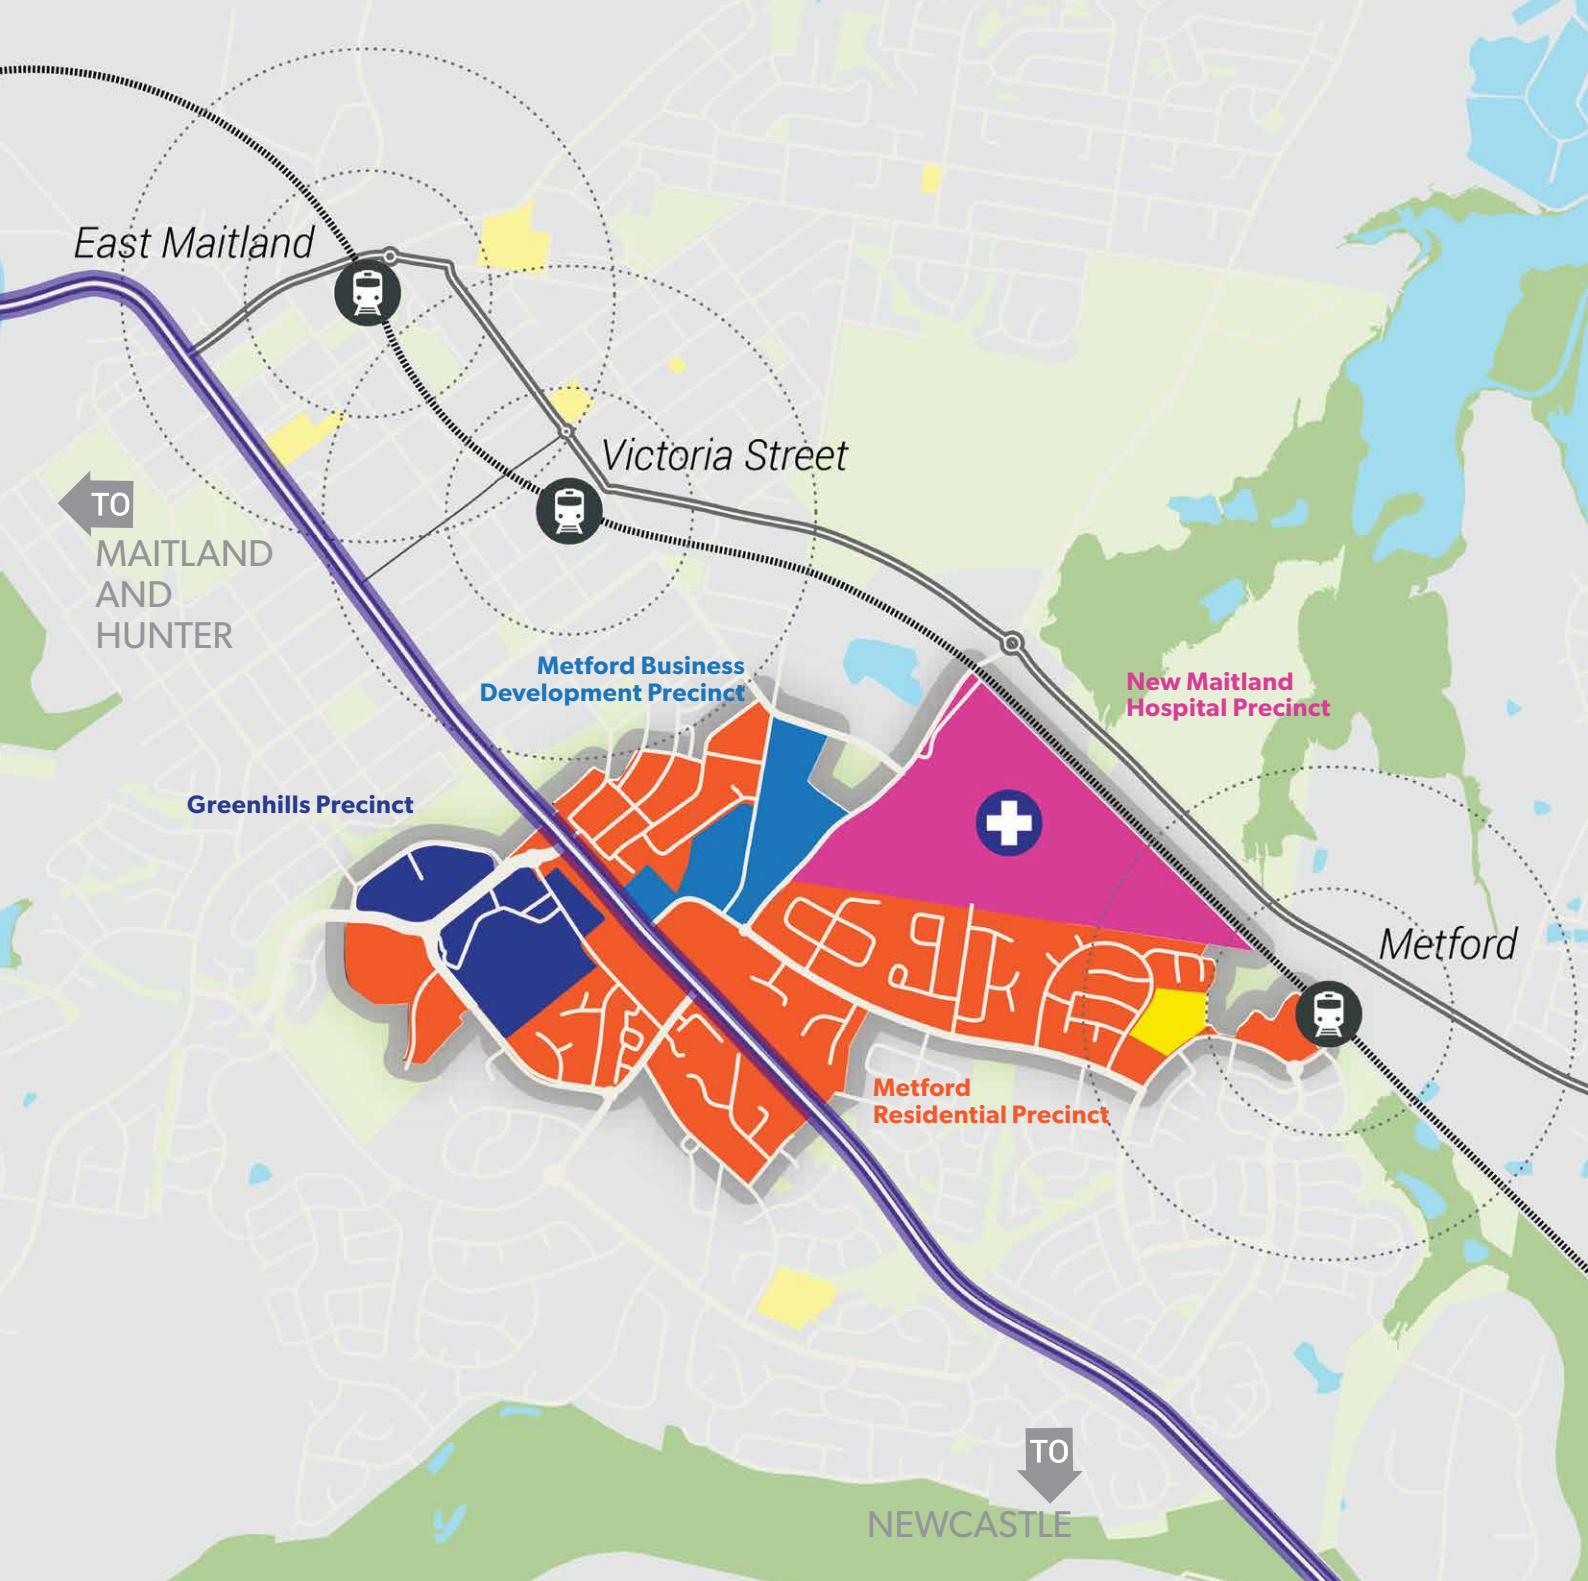 East Maitland
Victoria Street
TO
MAITLAND
AND
HUNTER
Metford Business
Development Precinct
New Maitland
Hospital Precinct
Greenhills Precinct
Metford
Metford
Residential Precinct
TO
NEWCASTLE